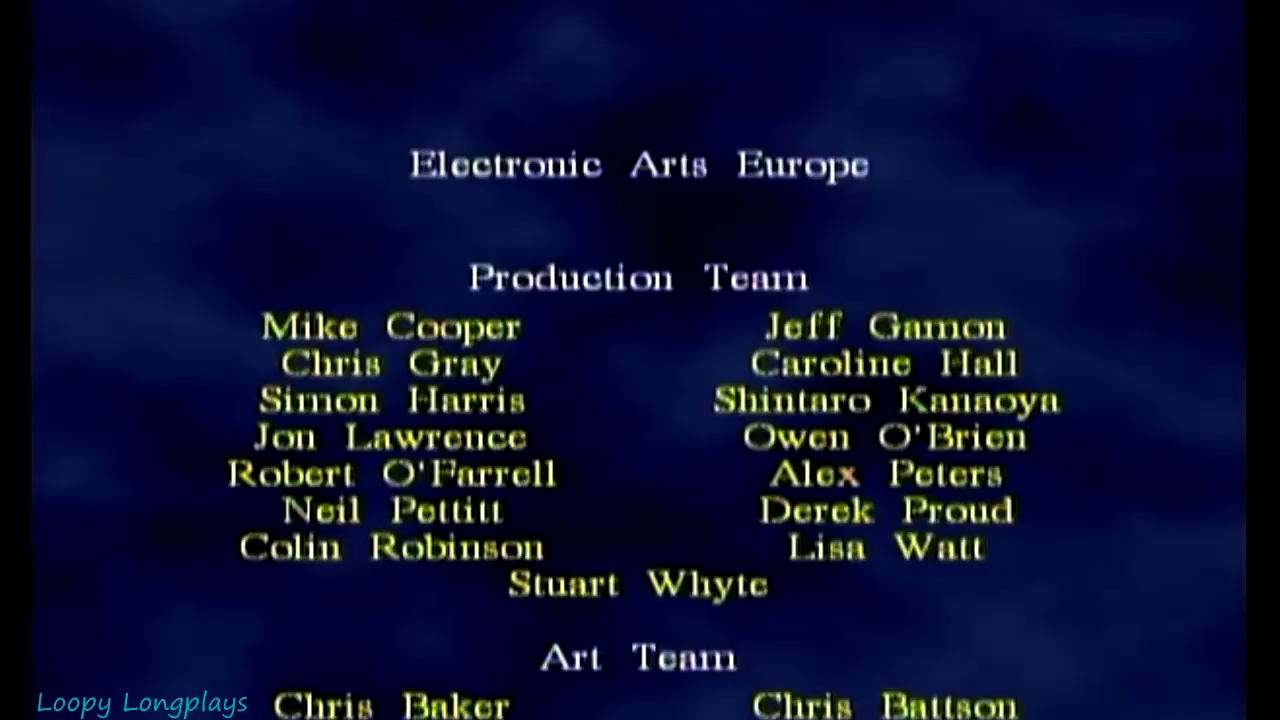 Electronic Arts Europe
Production Team
Mike Cooper Jeff Gamon
Chris Gray Caroline Hall
Simon Harris Shintaro Kanaoya
Jon Lawrence Owen O'Brien
Robert O'Farrell Alex Peters
Neil Pettitt Derek Proud
Colin Robinson Lisa Watt
Stuart Whyte
Art Team
Chris Baker Chris Battson
Loopy Longplays